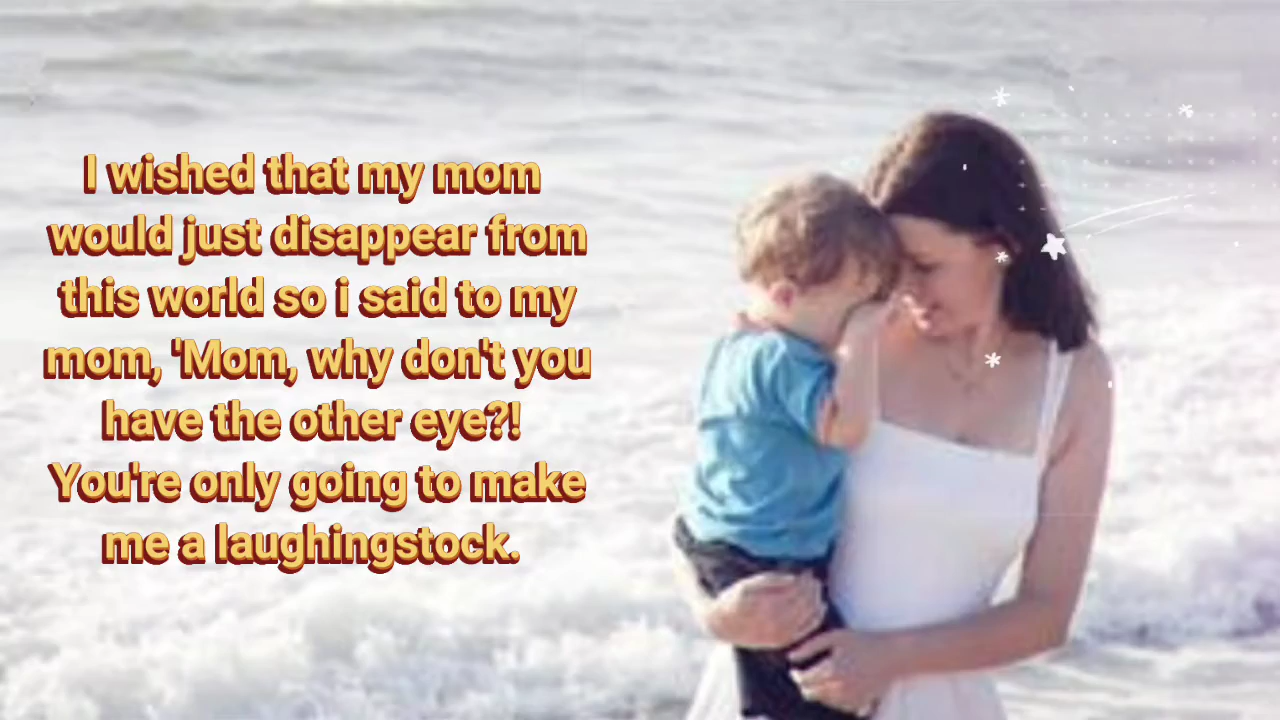 I wished that my mom
would just disappear from
this world so i said to my
mom, 'Mom, why don't you
have the other eye?!
You're only going to make
me a laughingstock.